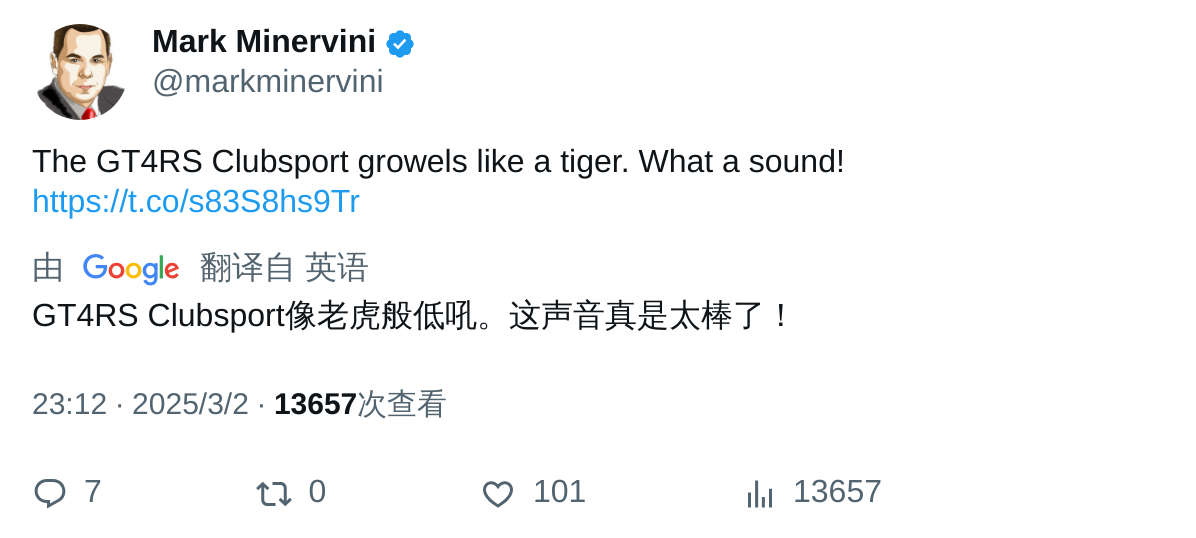 Mark Minervini
@markminervini
The GT4RS Clubsport growels like a tiger. What a sound!
https://t.co/s83S8hs9Tr
由 Google 翻译自 英语
GT4RS Clubsport像老虎般低吼。这声音真是太棒了！
23:12 · 2025/3/2 · 13657次查看
7 0 101 13657